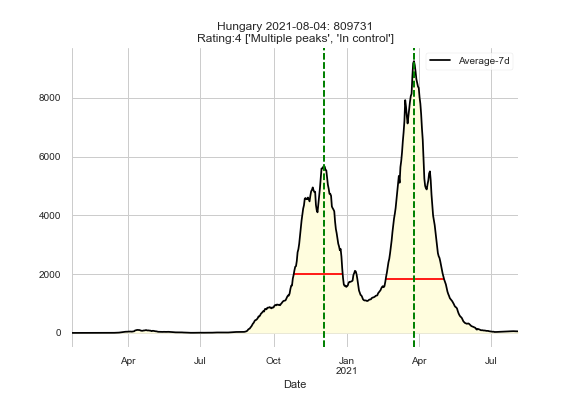 Hungary 2021-08-04: 809731
Rating:4 ['Multiple peaks', 'In control']
Average-7d
8000
6000
4000
2000
0
Apr
Jul
Oct
Jan
2021
Apr
Jul
Date